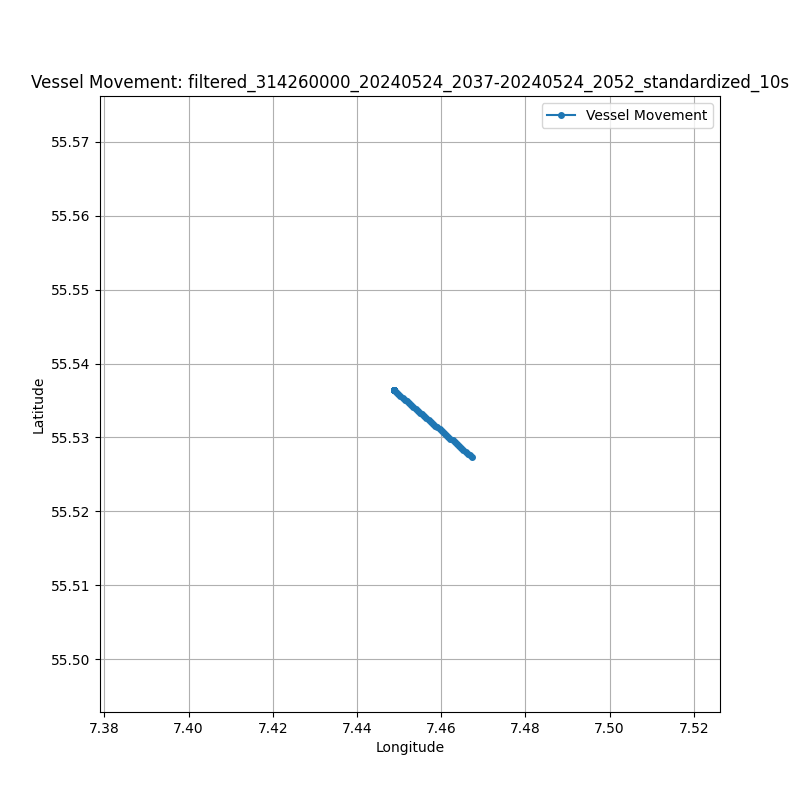 Vessel Movement: filtered_314260000_20240524_2037-20240524_2052_standardized_10s
Vessel Movement
55.57
55.56
55.55
55.54
55.53
55.52
55.51
55.50
Latitude
7.38 7.40 7.42 7.44 7.46 7.48 7.50 7.52
Longitude